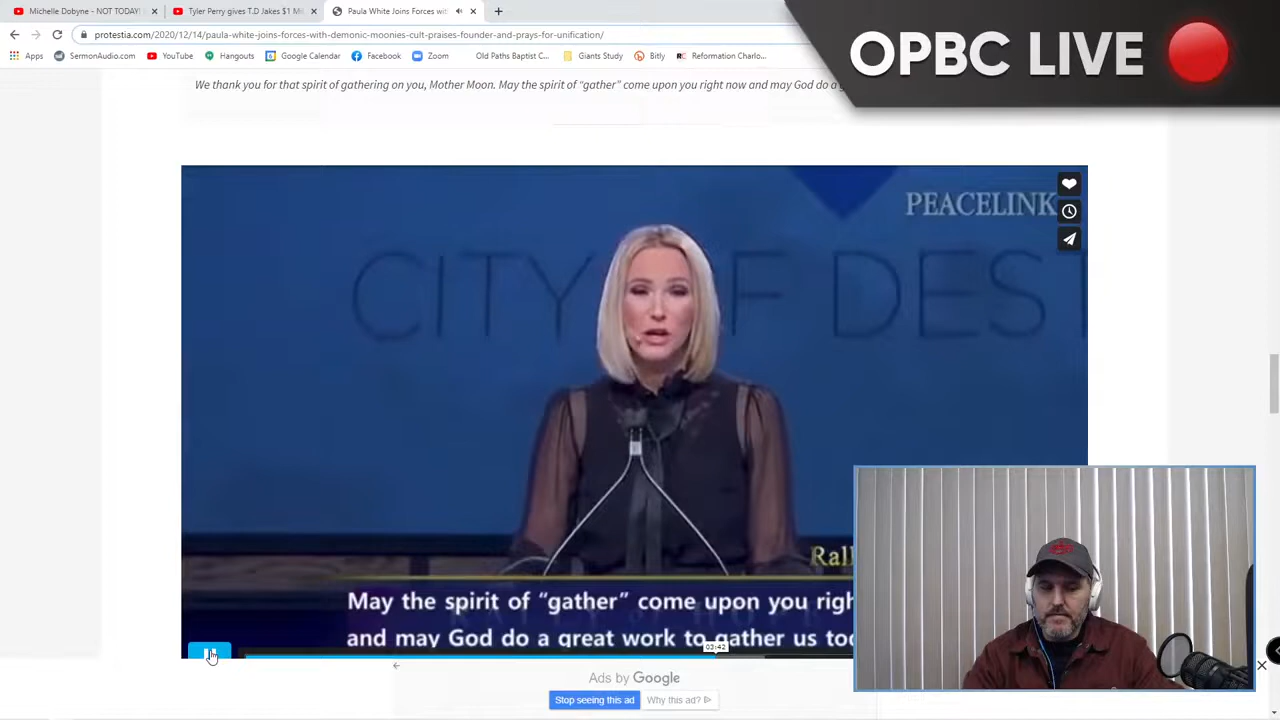 Michelle Dobyne - NOT TODAY!
Tyler Perry gives T.D Jakes $1 Mi
Paula White Joins Forces wit
protestia.com/2020/12/14/paula-white-joins-forces-with-demonic-moonies-cult-praises-founder-and-prays-for-unification/
Apps
SermonAudio.com
YouTube
Hangouts
Google Calendar
Facebook
Zoom
Old Paths Baptist C...
Giants Study
Bitly
Reformation Charlo...
OPBC LIVE
We thank you for that spirit of gathering on you, Mother Moon. May the spirit of "gather" come upon you right now and may God do a
PEACELINK
CITY OF DEST
Rall
May the spirit of "gather" come upon you righ
and may God do a great work to gather us tod
03:42
Ads by Google
Stop seeing this ad
Why this ad?